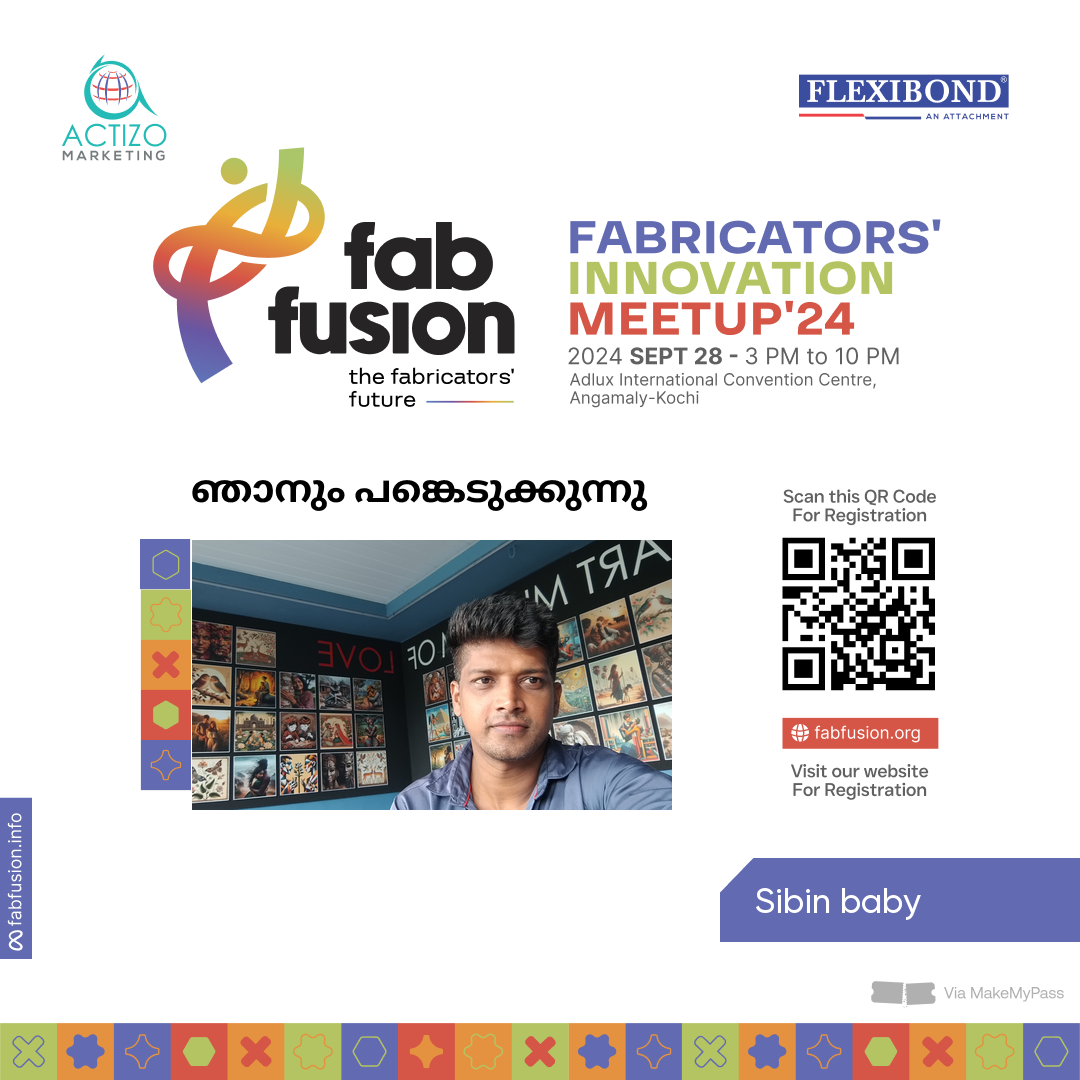 ACTIZO
MARKETING
FLEXIBOND®
AN ATTACHMENT
fab
fusion
the fabricators'
future
FABRICATORS'
INNOVATION
MEETUP'24
2024 SEPT 28 - 3 PM to 10 PM
Adlux International Convention Centre,
Angamaly-Kochi
ഞാനും പങ്കെടുക്കുന്നു
Scan this QR Code
For Registration
ART
OF
LOVE
fabfusion.org
Visit our website
For Registration
fabfusion.info
Sibin baby
Via MakeMyPass